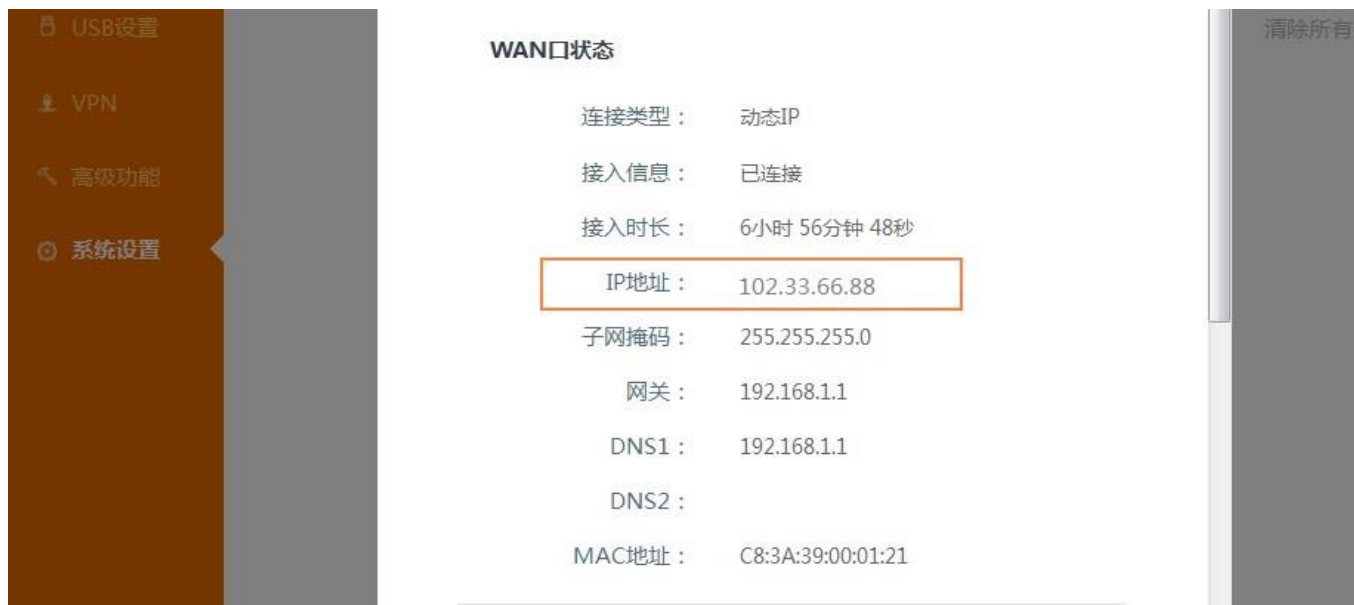 USB设置
VPN
高级功能
系统设置
WAN口状态
连接类型： 动态IP
接入信息： 已连接
接入时长： 6小时 56分钟 48秒
IP地址： 102.33.66.88
子网掩码： 255.255.255.0
网关： 192.168.1.1
DNS1： 192.168.1.1
DNS2：
MAC地址： C8:3A:39:00:01:21
清除所有